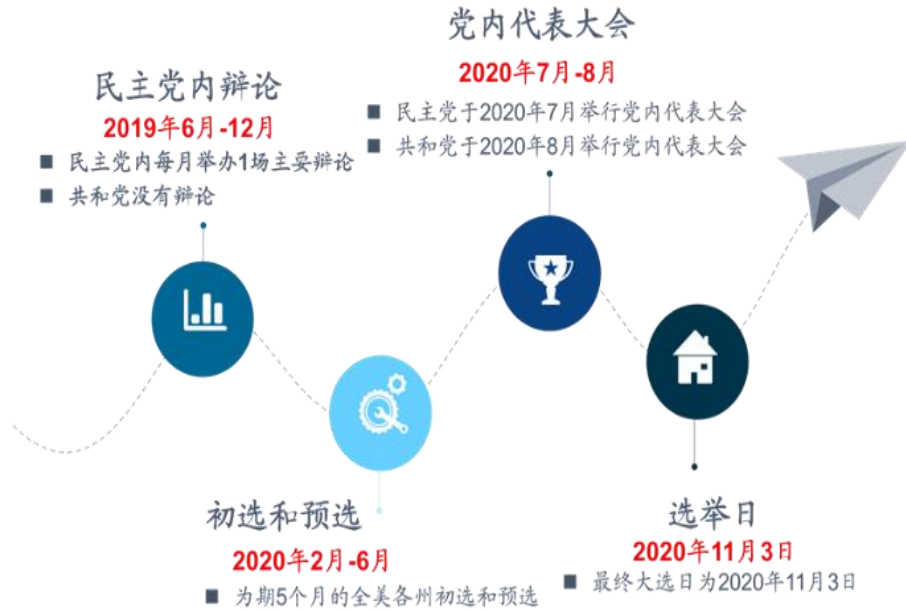 党内代表大会
2020年7月-8月
■ 民主党于2020年7月举行党内代表大会
■ 共和党于2020年8月举行党内代表大会
民主党内辩论
2019年6月-12月
■ 民主党内每月举办1场主要辩论
■ 共和党没有辩论
初选和预选
2020年2月-6月
■ 为期5个月的全美各州初选和预选
选举日
2020年11月3日
■ 最终大选日为2020年11月3日